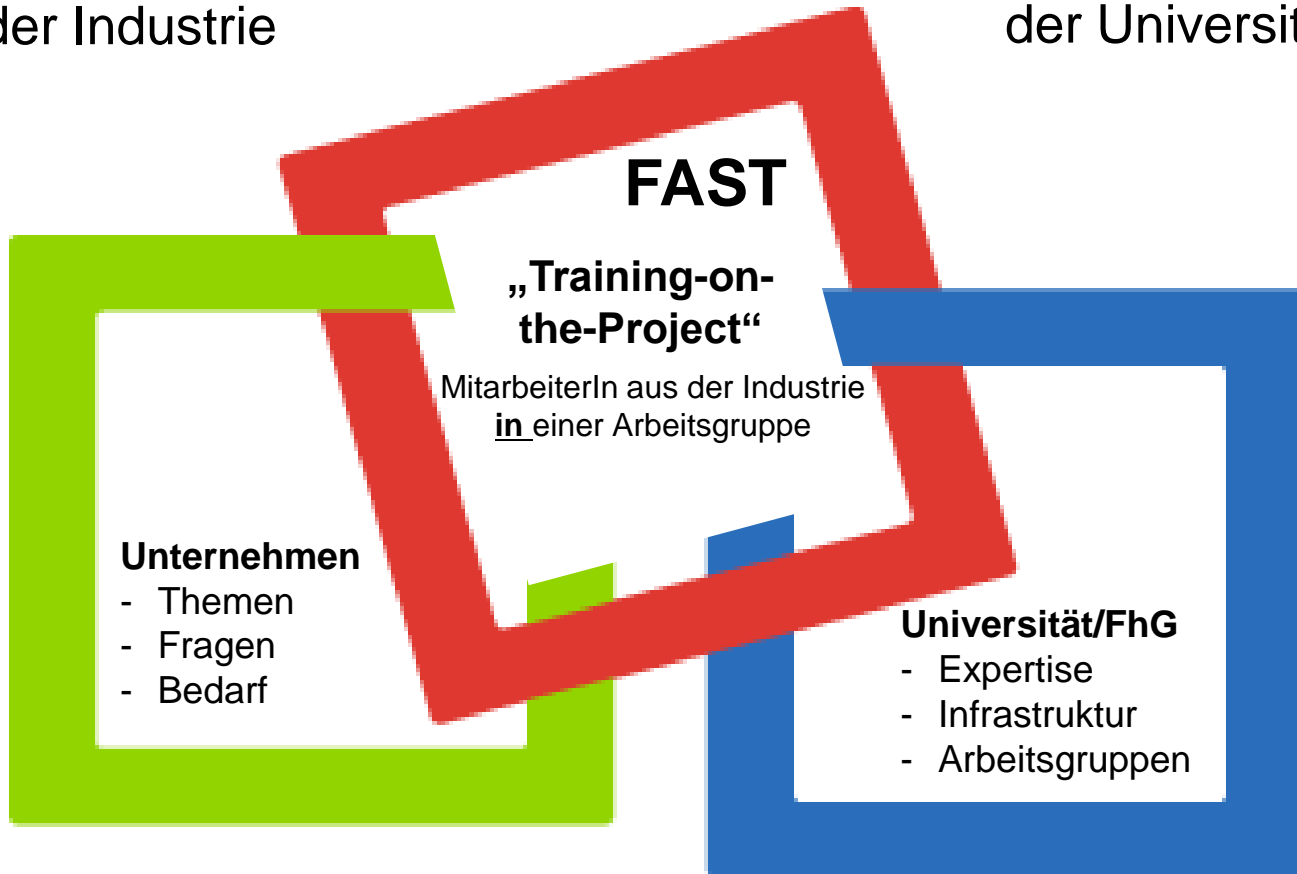 der Industrie
der Universit
FAST
„Training-on-
the-Project“
MitarbeiterIn aus der Industrie
in einer Arbeitsgruppe
Unternehmen
- Themen
- Fragen
- Bedarf
Universität/FhG
- Expertise
- Infrastruktur
- Arbeitsgruppen